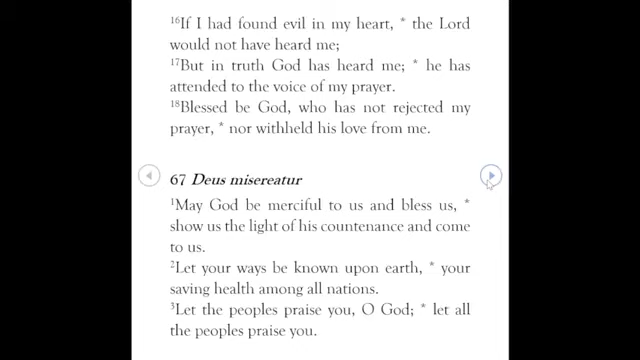 ¹⁶If I had found evil in my heart, * the Lord
would not have heard me;
¹⁷But in truth God has heard me; * he has
attended to the voice of my prayer.
¹⁸Blessed be God, who has not rejected my
prayer, * nor withheld his love from me.
67 Deus misereatur
¹May God be merciful to us and bless us, *
show us the light of his countenance and come
to us.
²Let your ways be known upon earth, * your
saving health among all nations.
³Let the peoples praise you, O God; * let all
the peoples praise you.